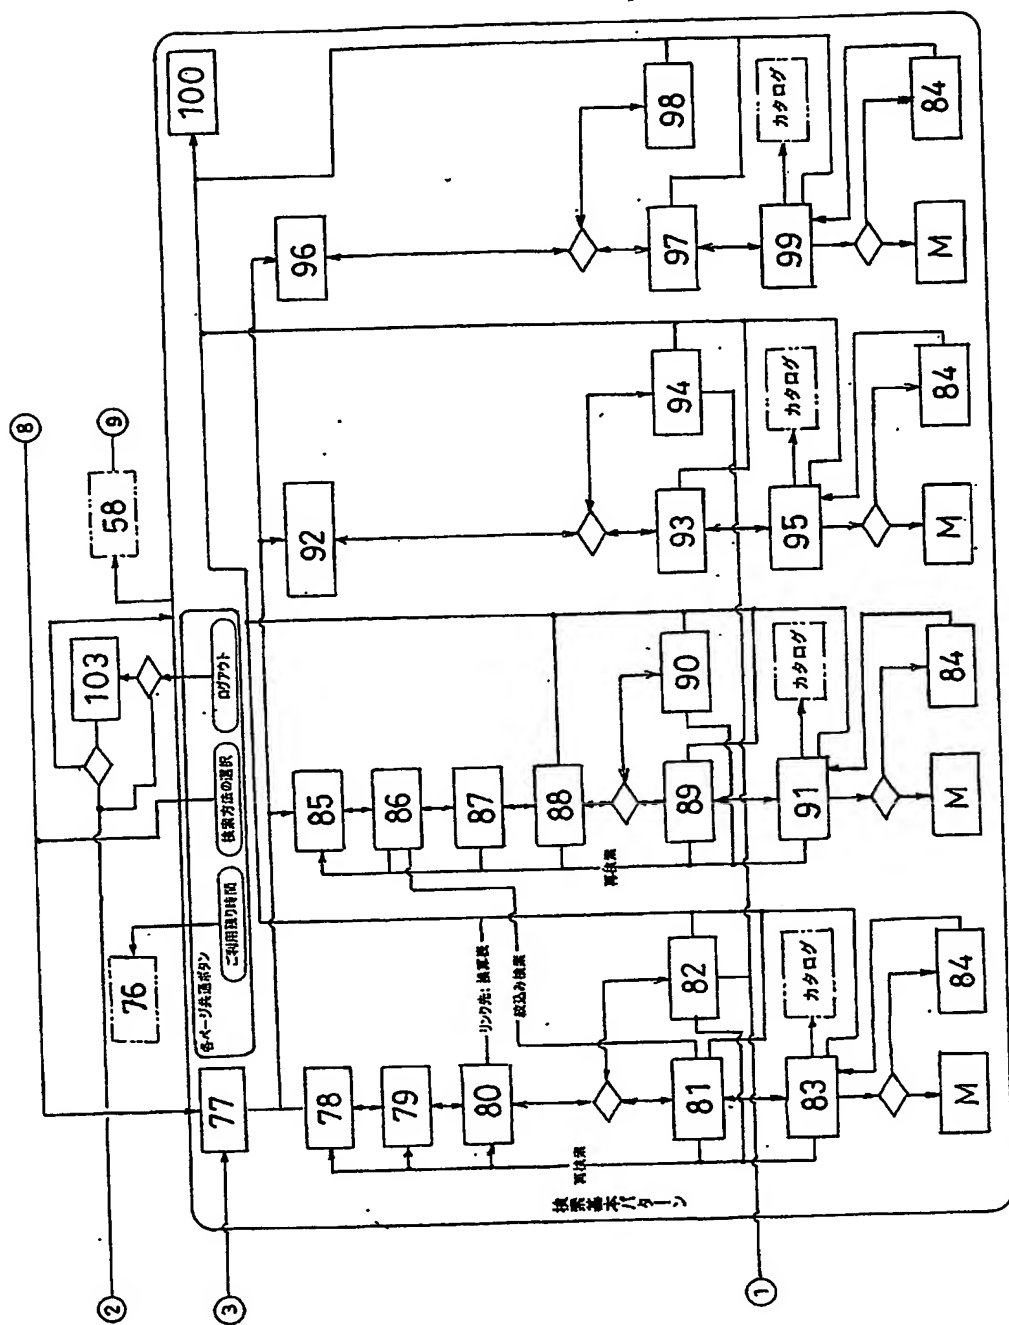 ⑧
⑨
②
③
①
58
103
76
各ページ共通ボタン
ご利用残り時間
検索方法の選択
ログアウト
77
100
78
79
80
リンク先：換算表
絞込み検索
再検索
81
82
83
カタログ
84
M
85
86
87
88
89
90
再検索
91
カタログ
84
M
92
93
94
95
カタログ
84
M
96
97
98
99
カタログ
84
M
検索基本パターン